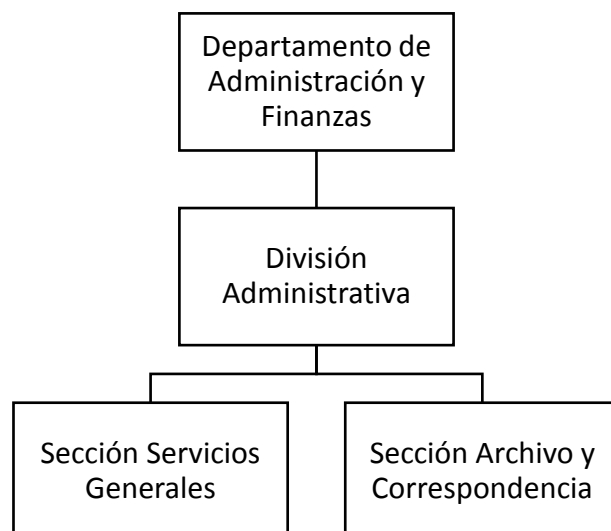 Departamento de
Administración y
Finanzas
División
Administrativa
Sección Servicios
Generales
Sección Archivo y
Correspondencia